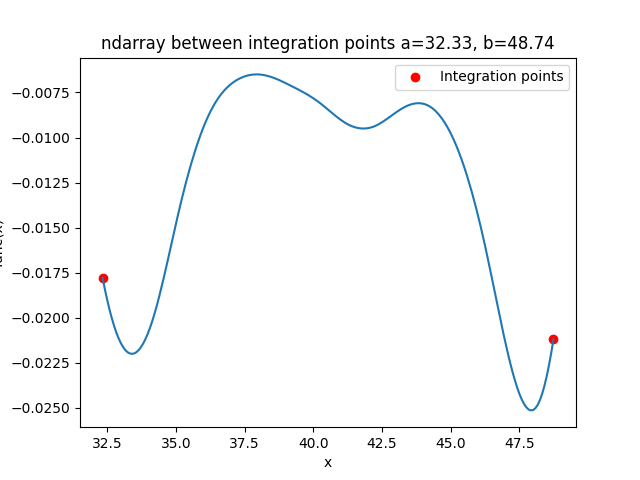 ndarray between integration points a=32.33, b=48.74
Integration points
−0.0075
−0.0100
−0.0125
−0.0150
−0.0175
−0.0200
−0.0225
−0.0250
32.5 35.0 37.5 40.0 42.5 45.0 47.5
x